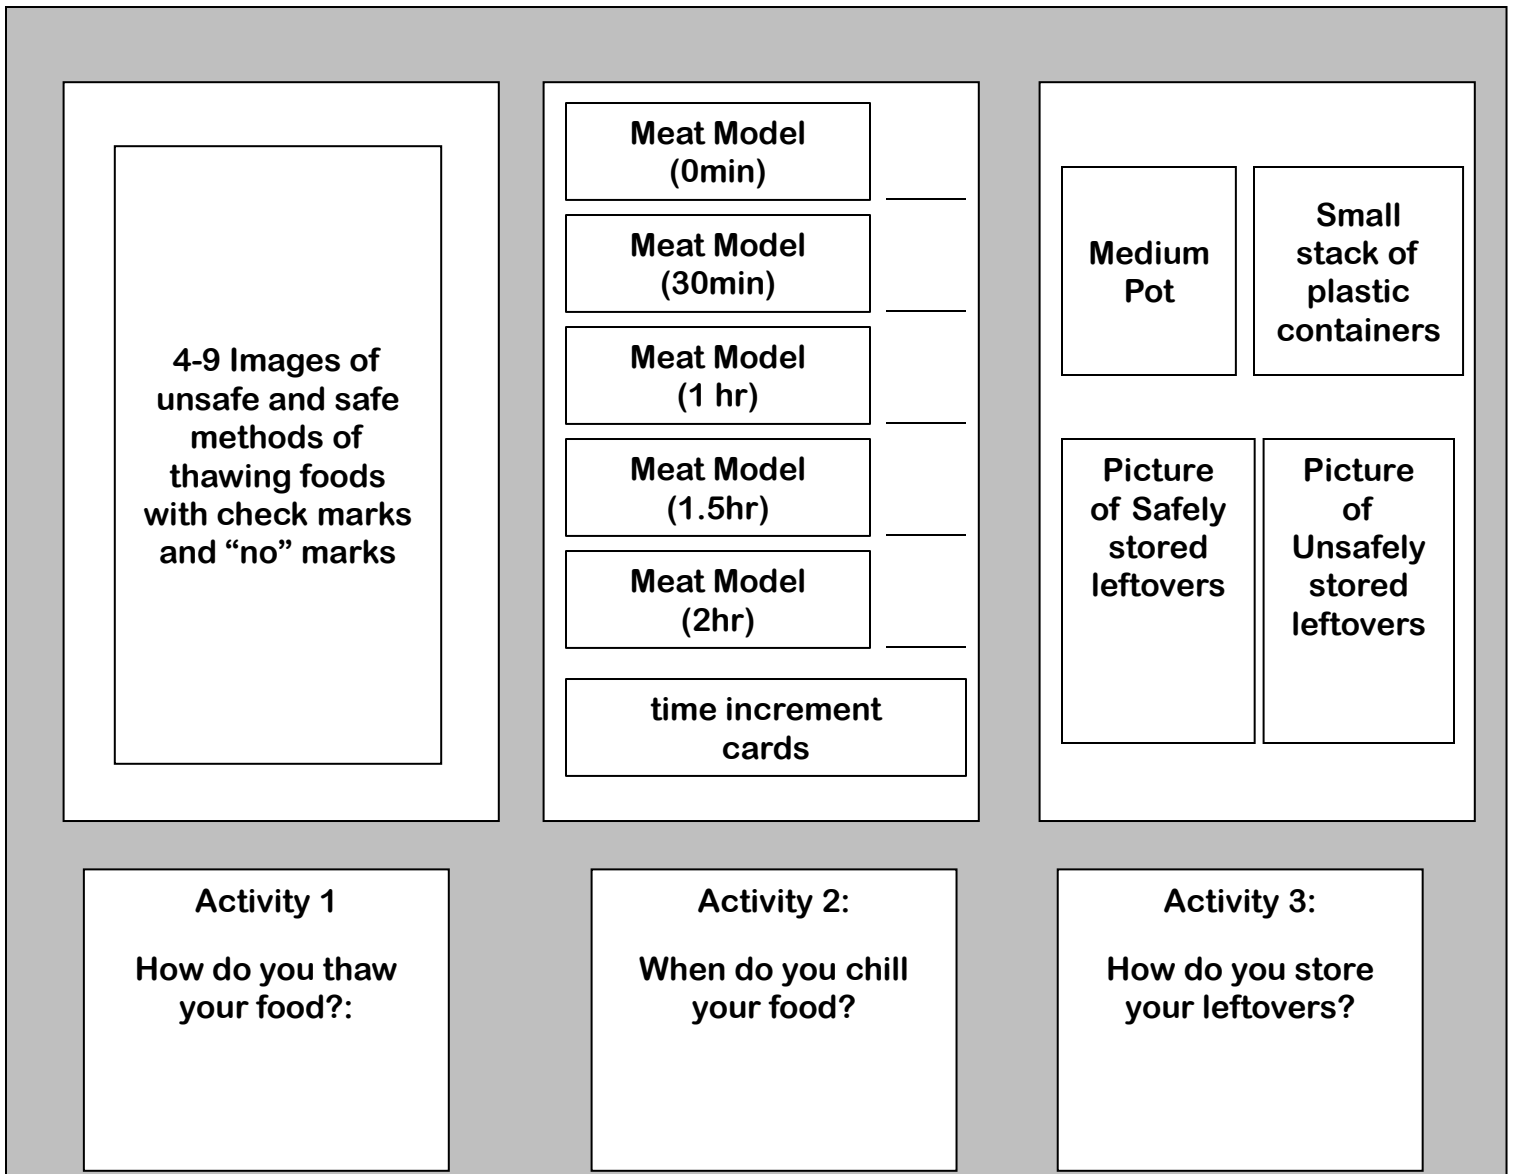 4-9 Images of
unsafe and safe
methods of
thawing foods
with check marks
and “no” marks
Meat Model
(0min)
Meat Model
(30min)
Meat Model
(1 hr)
Meat Model
(1.5hr)
Meat Model
(2hr)
time increment
cards
Medium
Pot
Small
stack of
plastic
containers
Picture
of Safely
stored
leftovers
Picture
of
Unsafely
stored
leftovers
Activity 1
How do you thaw
your food?:
Activity 2:
When do you chill
your food?
Activity 3:
How do you store
your leftovers?